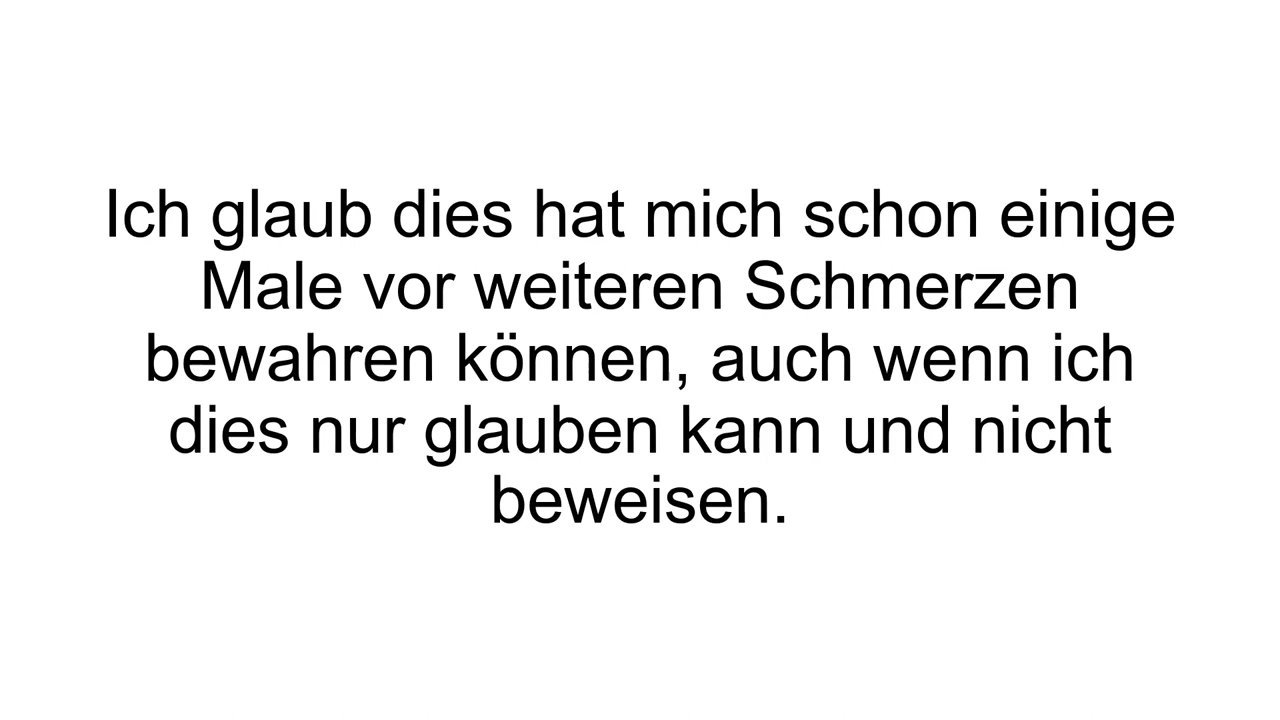 Ich glaub dies hat mich schon einige
Male vor weiteren Schmerzen
bewahren können, auch wenn ich
dies nur glauben kann und nicht
beweisen.